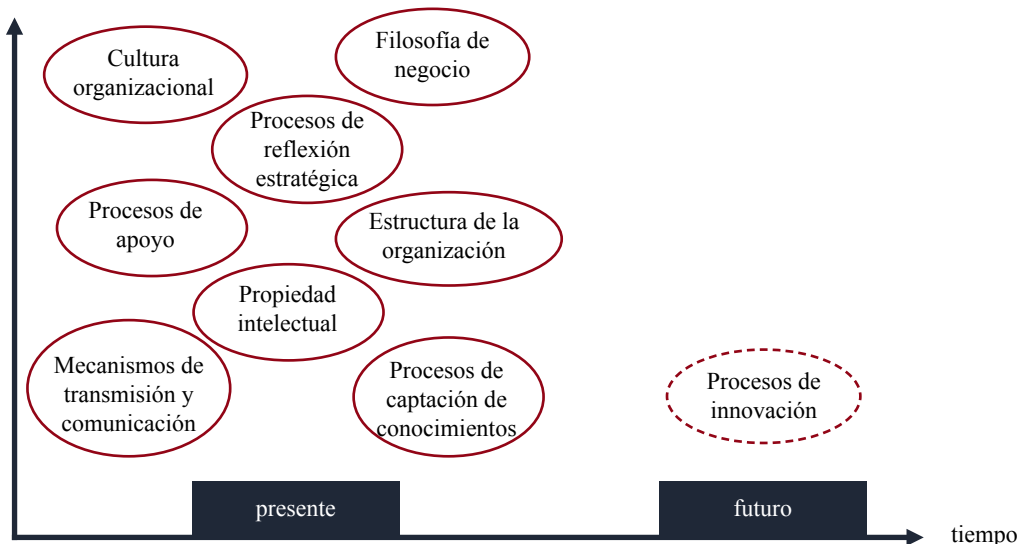 Cultura
organizacional
Filosofía de
negocio
Procesos de
reflexión
estratégica
Procesos de
apoyo
Estructura de la
organización
Propiedad
intelectual
Mecanismos de
transmisión y
comunicación
Procesos de
captación de
conocimientos
Procesos de
innovación
presente
futuro
tiempo